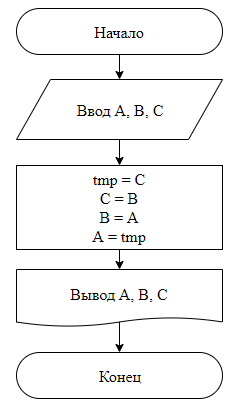 Начало
Ввод A, B, C
tmp = C
C = B
B = A
A = tmp
Вывод A, B, C
Конец